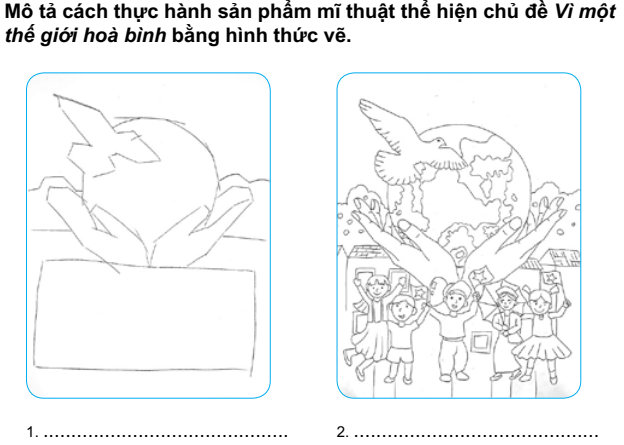 Mô tả cách thực hành sản phẩm mĩ thuật thể hiện chủ đề Vì một
thế giới hoà bình bằng hình thức vẽ.
1. ............................................
2. ............................................